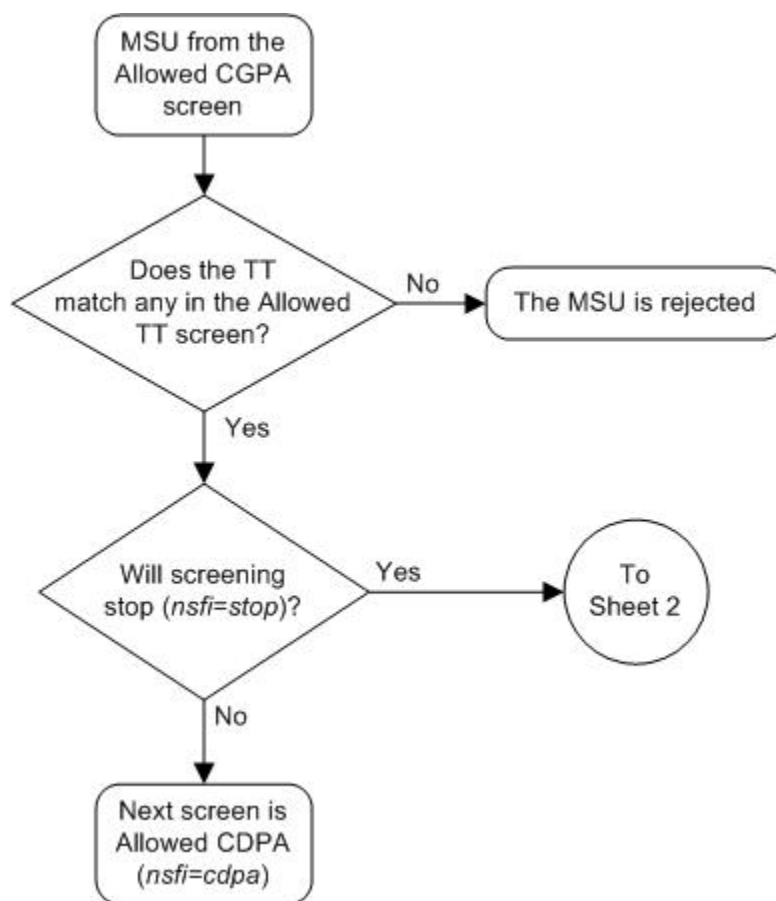 MSU from the
Allowed CGPA
screen
Does the TT
match any in the Allowed
TT screen?
No
The MSU is rejected
Yes
Will screening
stop (nsfi=stop)?
Yes
To
Sheet 2
No
Next screen is
Allowed CDPA
(nsfi=cdpa)